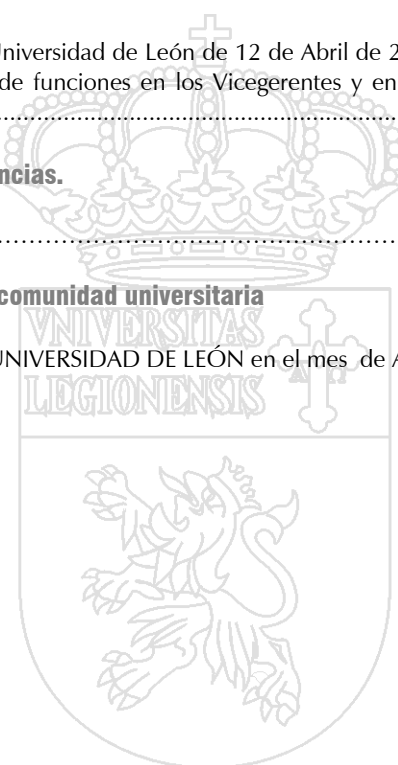 Universidad de León de 12 de Abril de 2
de funciones en los Vicegerentes y en
................................................................
ncias.
................................................................
comunidad universitaria
VNIVERSITAS
UNIVERSIDAD DE LEÓN en el mes de A
LEGIONENSIS